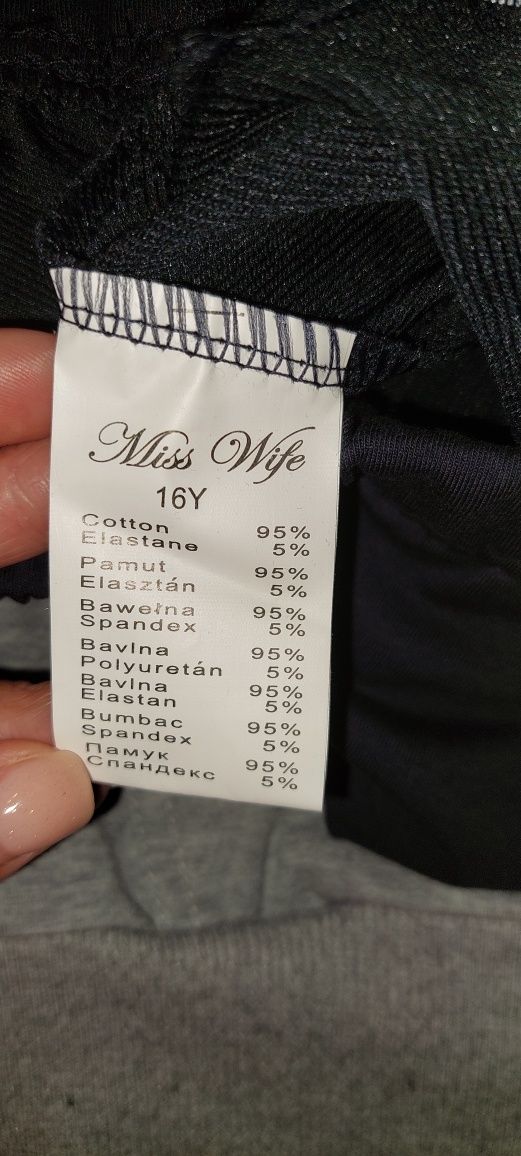 Miss Wife
16Y
Cotton 95%
Elastane 5%
Pamut 95%
Elasztán 5%
Bawełna 95%
Spandex 5%
Bavlna 95%
Polyuretán 5%
Bavlna 95%
Elastan 5%
Bumbac 95%
Spandex 5%
Памук 95%
Спандекс 5%